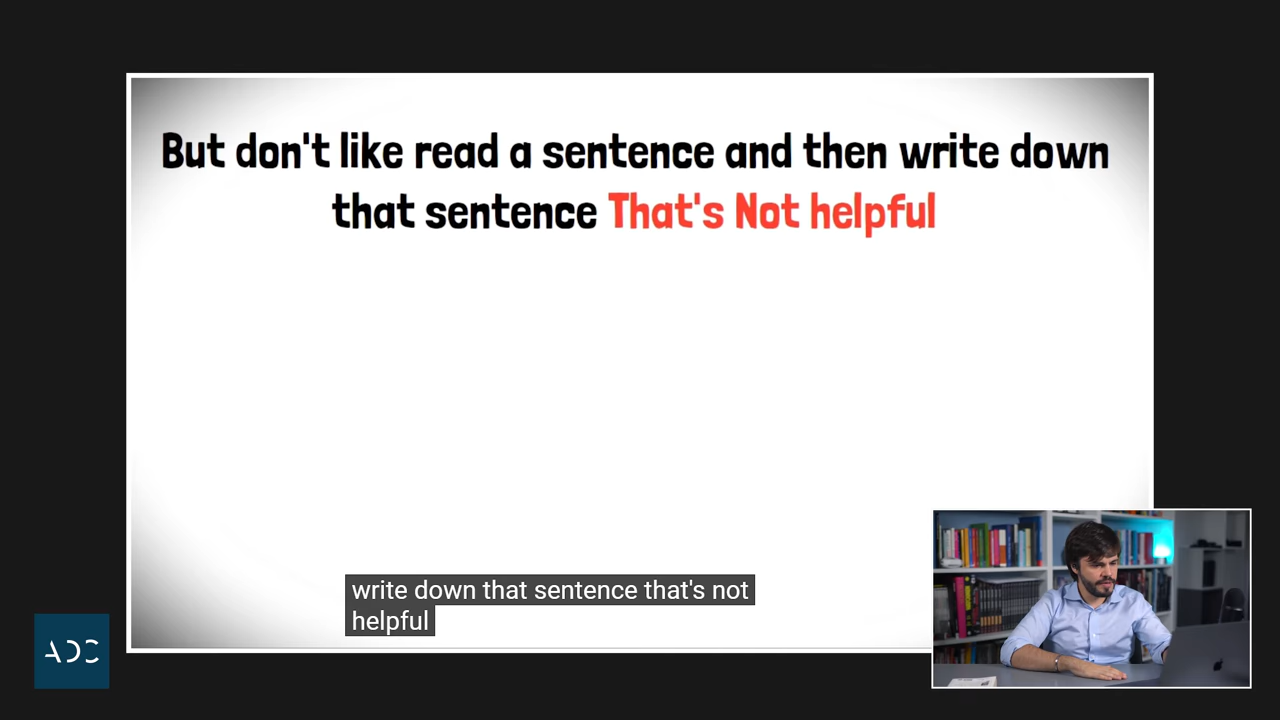 But don't like read a sentence and then write down
that sentence That's Not helpful
write down that sentence that's not
helpful
ADC